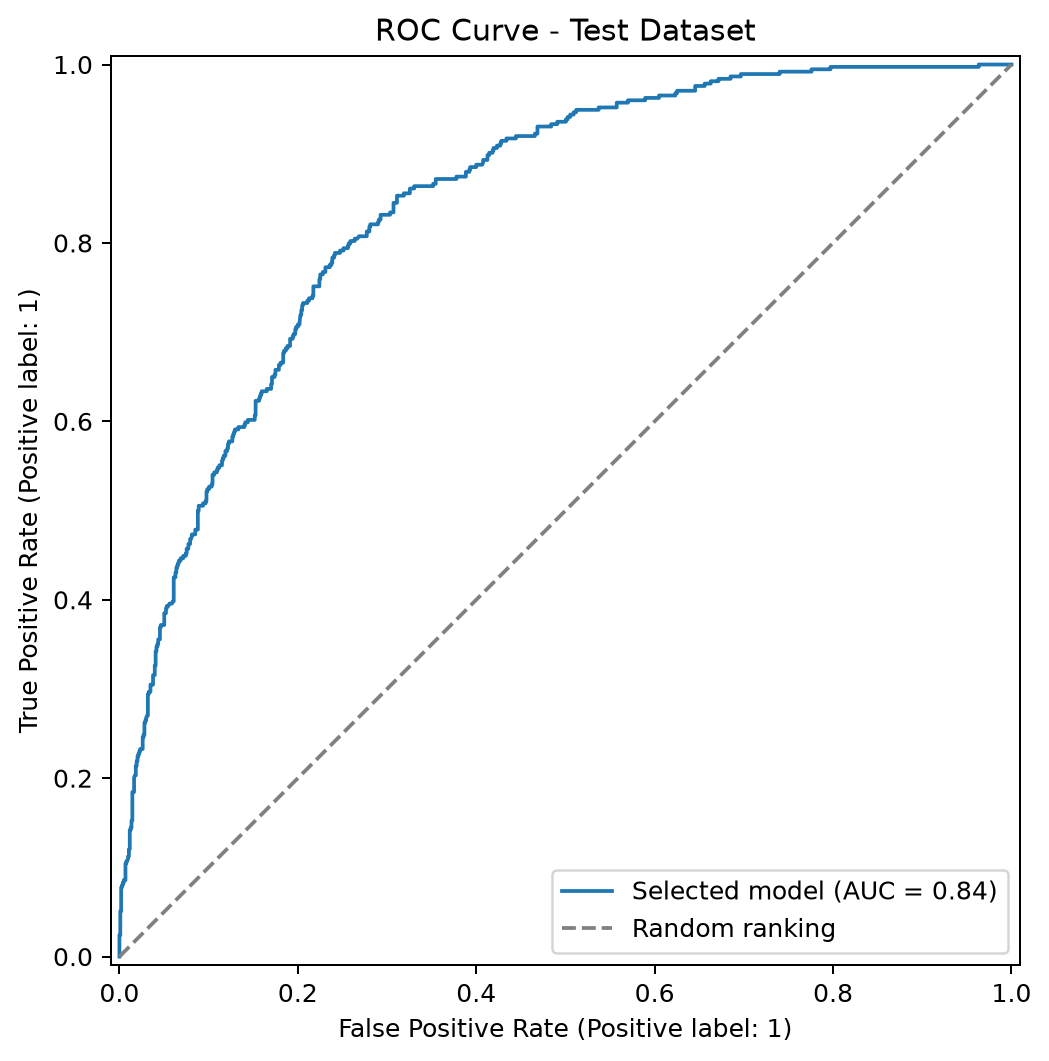 ROC Curve - Test Dataset
True Positive Rate (Positive label: 1)
1.0
0.8
0.6
0.4
0.2
0.0
Selected model (AUC = 0.84)
Random ranking
0.0 0.2 0.4 0.6 0.8 1.0
False Positive Rate (Positive label: 1)